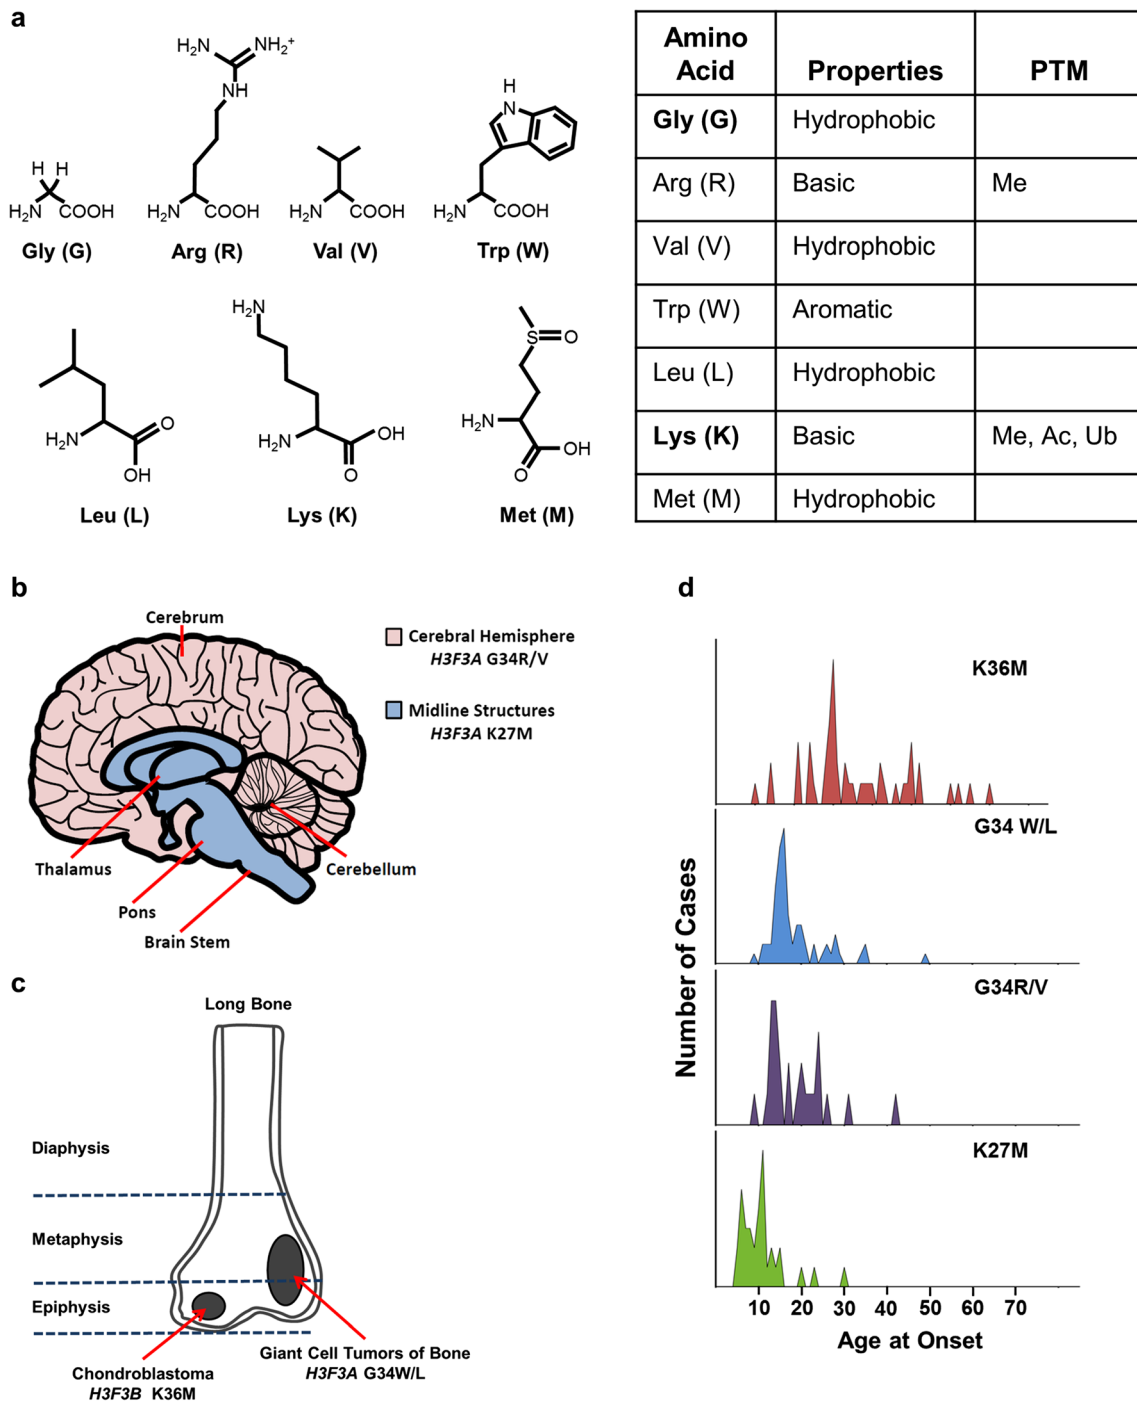 a
H₂N
NH₂⁺
NH
H H
H₂N COOH
Gly (G)
H₂N COOH
Arg (R)
H₂N COOH
Val (V)
H
N
H₂N COOH
Trp (W)
H₂N
O
OH
Leu (L)
H₂N
H₂N
OH
O
Lys (K)
S O
H₂N
OH
O
Met (M)
Amino Acid Properties PTM
Gly (G) Hydrophobic
Arg (R) Basic Me
Val (V) Hydrophobic
Trp (W) Aromatic
Leu (L) Hydrophobic
Lys (K) Basic Me, Ac, Ub
Met (M) Hydrophobic
b
Cerebrum
Cerebral Hemisphere
H3F3A G34R/V
Midline Structures
H3F3A K27M
Thalamus
Cerebellum
Pons
Brain Stem
c
Long Bone
Diaphysis
Metaphysis
Epiphysis
Chondroblastoma
H3F3B K36M
Giant Cell Tumors of Bone
H3F3A G34W/L
d
K36M
G34 W/L
G34R/V
K27M
Number of Cases
10 20 30 40 50 60 70
Age at Onset